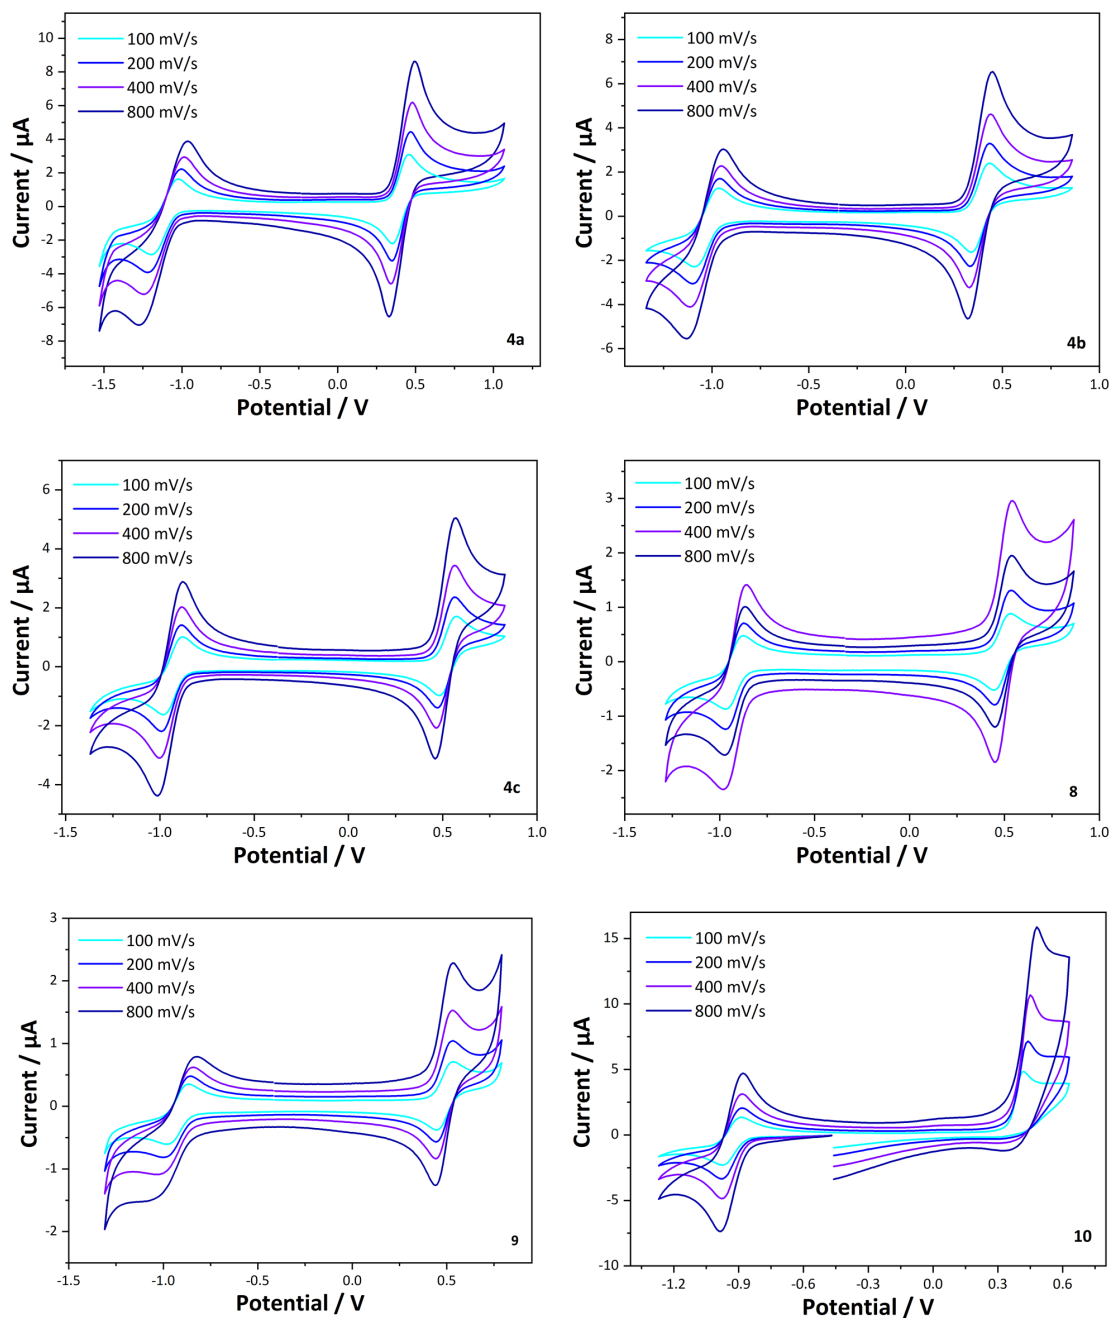 100 mV/s
200 mV/s
400 mV/s
800 mV/s
Current / µA
10
8
6
4
2
0
-2
-4
-6
-8
-1.5
-1.0
-0.5
0.0
0.5
1.0
Potential / V
4a
100 mV/s
200 mV/s
400 mV/s
800 mV/s
Current / µA
8
6
4
2
0
-2
-4
-6
-1.0
-0.5
0.0
0.5
1.0
Potential / V
4b
100 mV/s
200 mV/s
400 mV/s
800 mV/s
Current / µA
6
4
2
0
-2
-4
-1.5
-1.0
-0.5
0.0
0.5
1.0
Potential / V
4c
100 mV/s
200 mV/s
400 mV/s
800 mV/s
Current / µA
3
2
1
0
-1
-2
-1.5
-1.0
-0.5
0.0
0.5
1.0
Potential / V
8
100 mV/s
200 mV/s
400 mV/s
800 mV/s
Current / µA
3
2
1
0
-1
-2
-1.5
-1.0
-0.5
0.0
0.5
Potential / V
9
100 mV/s
200 mV/s
400 mV/s
800 mV/s
Current / µA
15
10
5
0
-5
-10
-1.2
-0.9
-0.6
-0.3
0.0
0.3
0.6
Potential / V
10